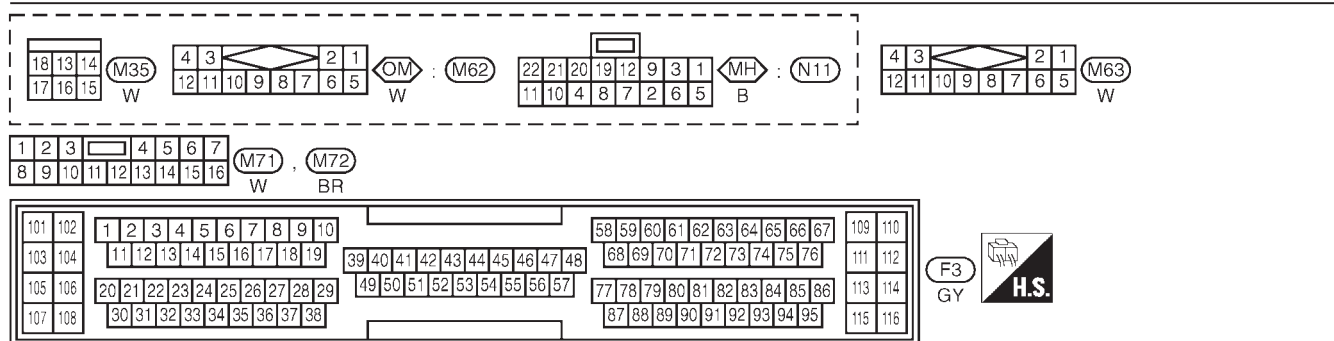 18 13 14
17 16 15
M35
W
4 3 2 1
12 11 10 9 8 7 6 5
OM : M62
W
22 21 20 19 12 9 3 1
11 10 4 8 7 2 6 5
MH : N11
B
4 3 2 1
12 11 10 9 8 7 6 5
M63
W
1 2 3 4 5 6 7
8 9 10 11 12 13 14 15 16
M71 , M72
W BR
101 102
103 104
105 106
107 108
1 2 3 4 5 6 7 8 9 10
11 12 13 14 15 16 17 18 19
20 21 22 23 24 25 26 27 28 29
30 31 32 33 34 35 36 37 38
39 40 41 42 43 44 45 46 47 48
49 50 51 52 53 54 55 56 57
58 59 60 61 62 63 64 65 66 67
68 69 70 71 72 73 74 75 76
77 78 79 80 81 82 83 84 85 86
87 88 89 90 91 92 93 94 95
109 110
111 112
113 114
115 116
F3
GY
H.S.